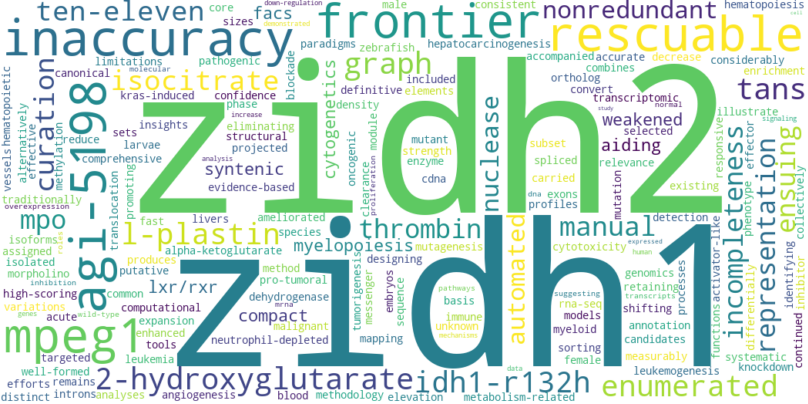 ten-eleven
facs
core
sizes
down-regulation
male
consistent
hematopoiesis
cell
inaccuracy
frontier
nonredundant
paradigms
zebrafish
hepatocarcinogenesis
rescuable
limitations
pathogenic
blockade
accompanied
accurate
decrease
canonical
molecular
graph
included
combines
considerably
enrichment
curation
isocitrate
kras-induced
confidence
definitive
elements
ortholog
convert
tans
agi-5198
phase
density
module
nuclease
transcriptomic
normal
alternatively
hematopoietic
vessels
effective
methylation
reduce
insights
eliminating
cytogenetics
mutant
subset
weakened
illustrate
sets
structural
strength
selected
responsive
larvae
projected
oncogenic
enzyme
spliced
aiding
study
signaling
comprehensive
syntenic
cdna
carried
relevance
existing
effector
phenotype
promoting
evidence-based
clearance
proliferation
profiles
mutation
incompleteness
representation
ensuing
collectively
overexpression
translocation
fast
analysis
increase
livers
ameliorated
thrombin
exons
dna
detection
mpo
l-plastin
species
manual
isoforms
alpha-ketoglutarate
myelopoiesis
mutagenesis
cytotoxicity
expressed
assigned
produces
method
tumorigenesis
messenger
designing
automated
genomics
human
functions
activator-like
differentially
roles
inhibitor
identifying
isolated
morpholino
putative
lxr/rxr
pro-tumoral
embryos
sequence
pathways
retaining
processes
high-scoring
common
dehydrogenase
basis
suggesting
rna-seq
shifting
variations
acute
computational
compact
mrna
immune
models
annotation
genes
wild-type
expansion
malignant
unknown
myeloid
candidates
continued
mpeg1
targeted
inhibition
enhanced
tools
neutrophil-depleted
mapping
sorting
transcripts
measurably
systematic
well-formed
leukemia
female
leukemogenesis
knockdown
efforts
remains
2-hydroxyglutarate
idh1-r132h
mechanisms
enumerated
distinct
introns
analyses
angiogenesis
blood
methodology
elevation
data
metabolism-related
demonstrated
traditionally
zidh2
zidh1